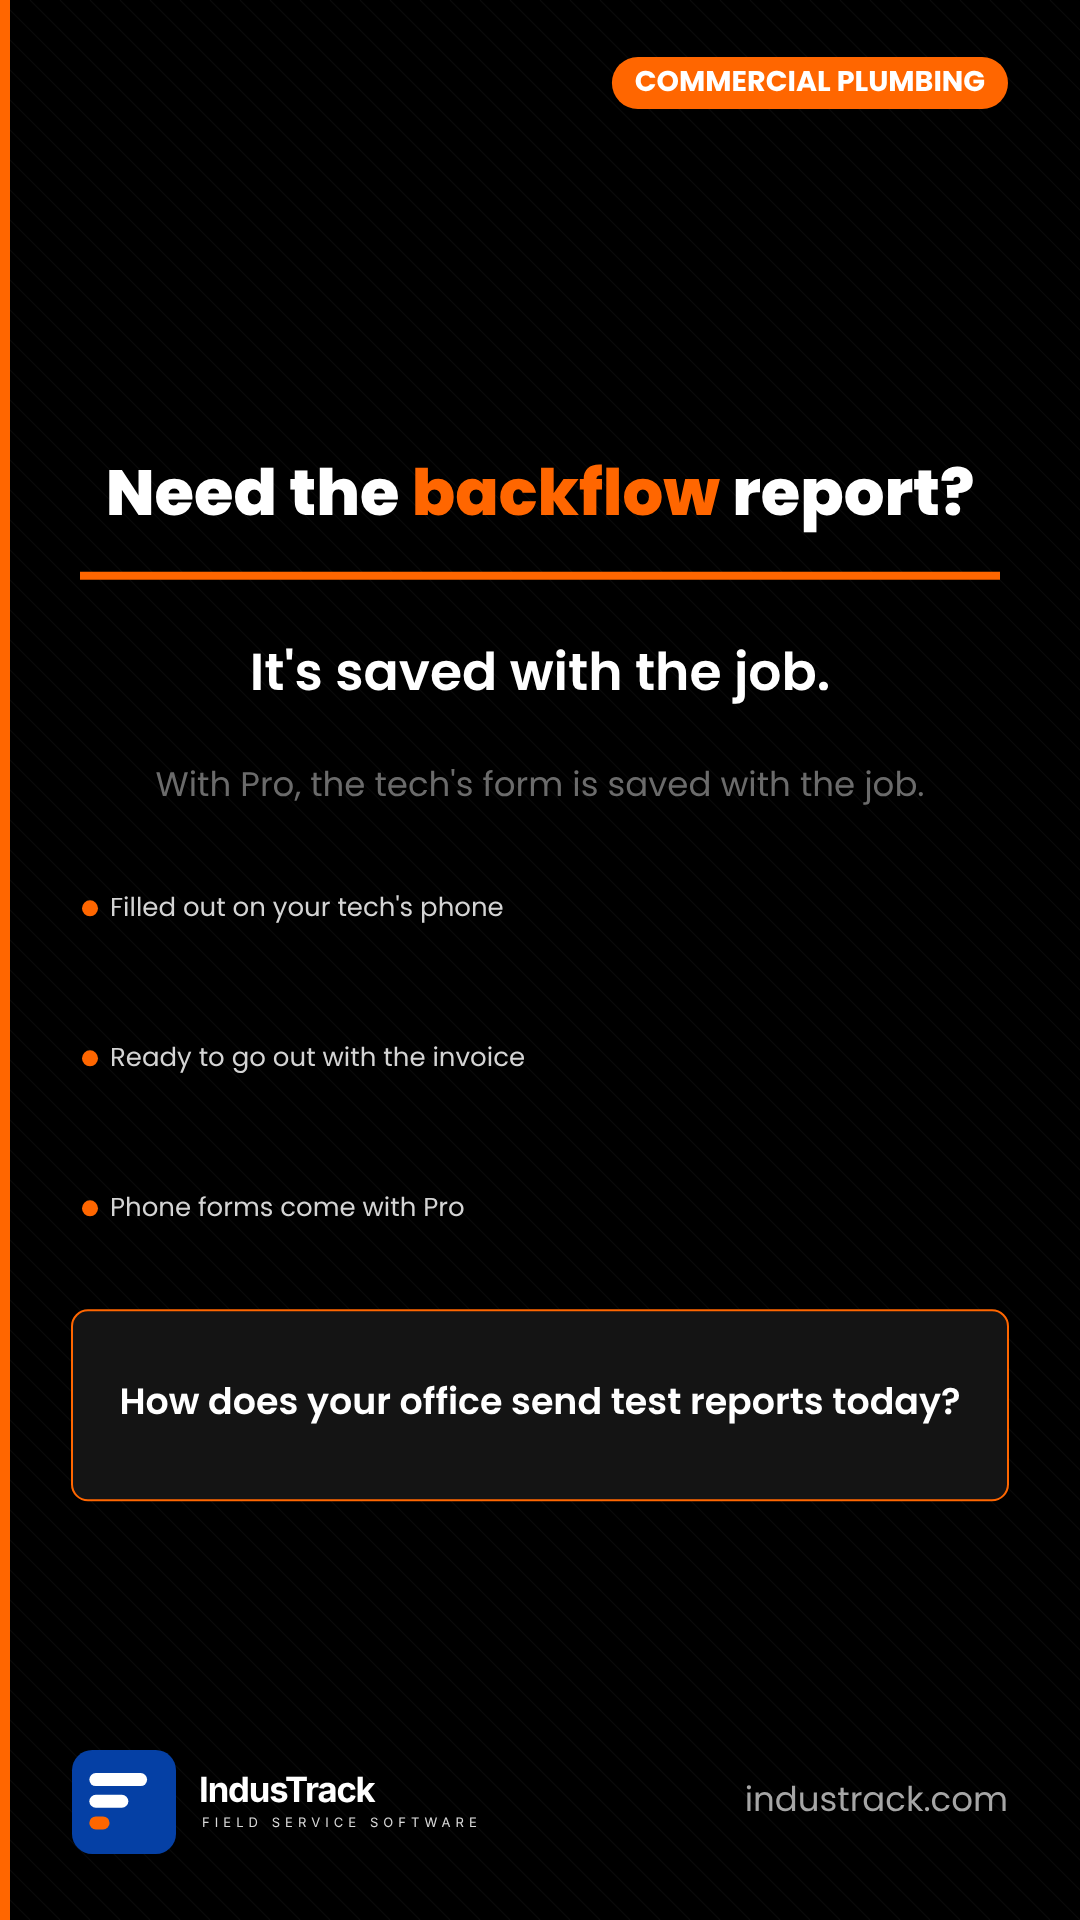 COMMERCIAL PLUMBING
Need the backflow report?
It's saved with the job.
With Pro, the tech's form is saved with the job.
Filled out on your tech's phone
Ready to go out with the invoice
Phone forms come with Pro
How does your office send test reports today?
IndusTrack
FIELD SERVICE SOFTWARE
industrack.com